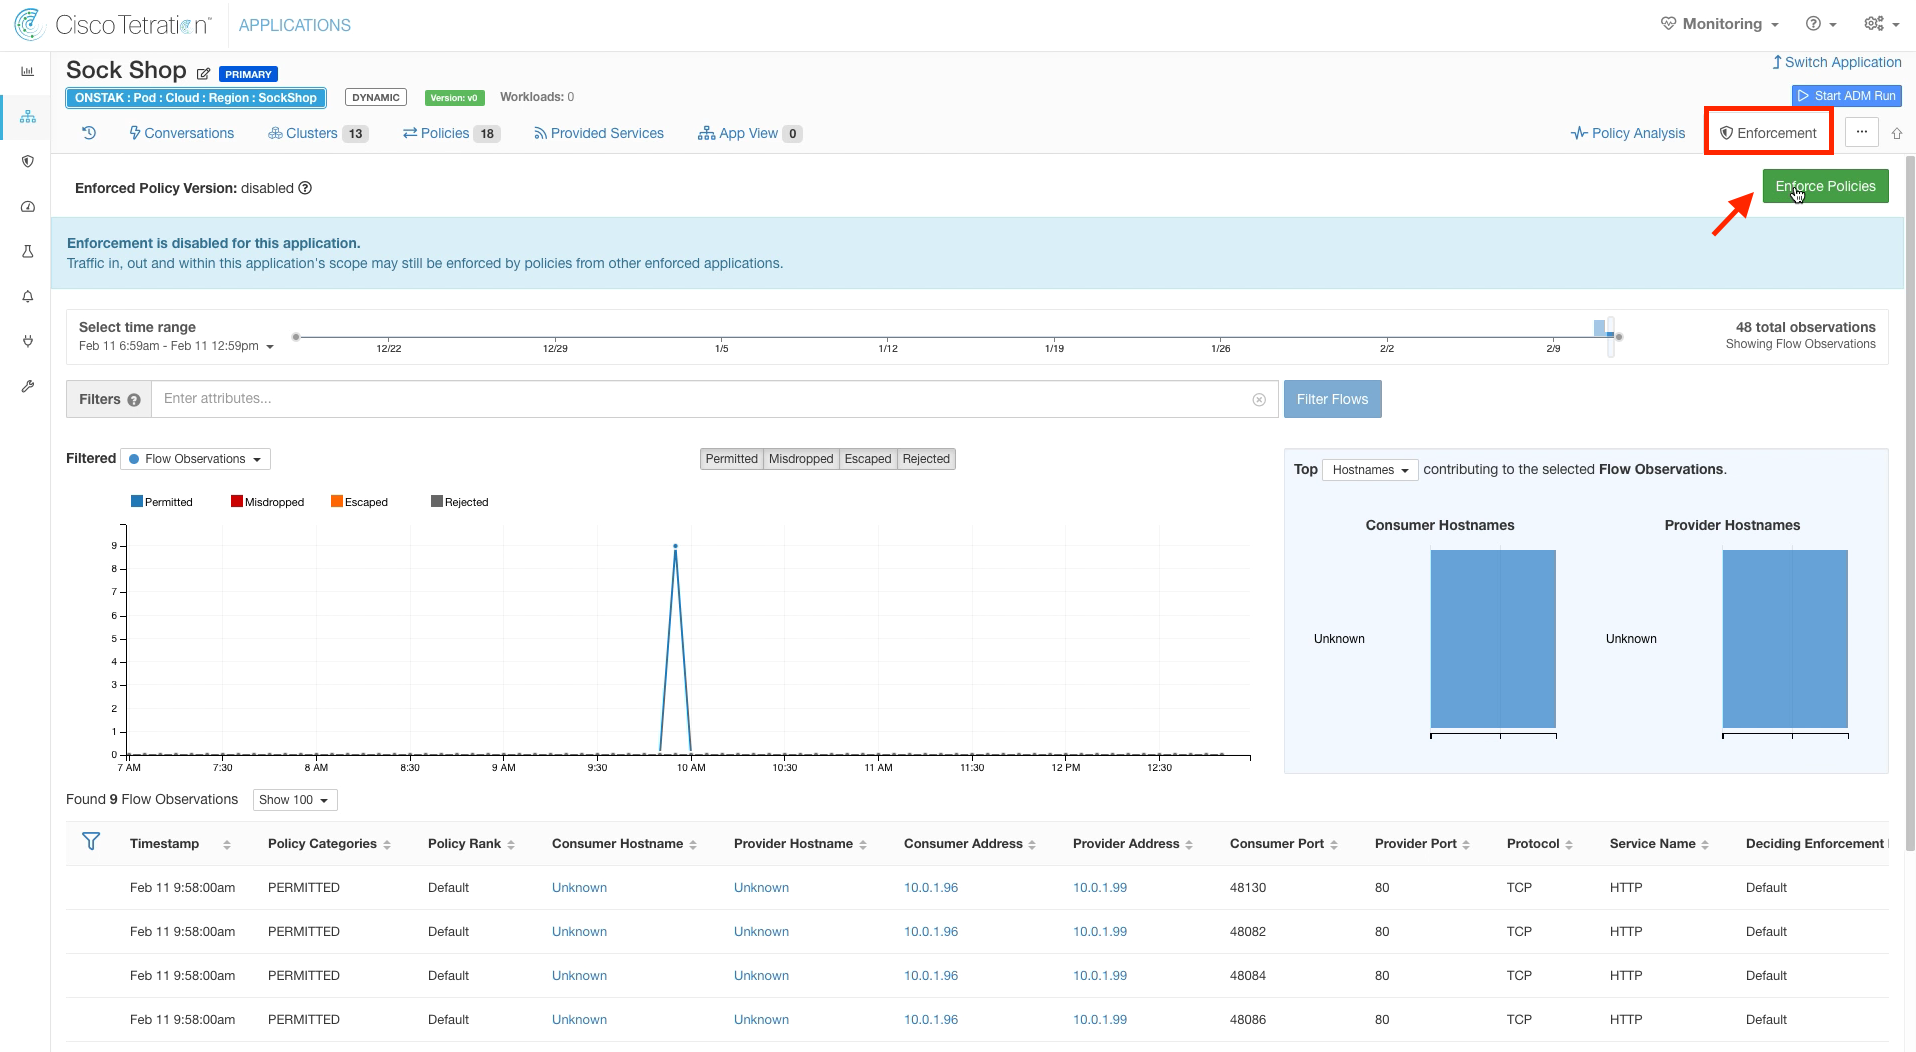 Cisco Tetration™ APPLICATIONS Monitoring
Sock Shop PRIMARY Switch Application
ONSTAK : Pod : Cloud : Region : SockShop DYNAMIC Version: v0 Workloads: 0 Start ADM Run
Conversations Clusters 13 Policies 18 Provided Services App View 0 Policy Analysis Enforcement ...
Enforced Policy Version: disabled Enforce Policies
Enforcement is disabled for this application.
Traffic in, out and within this application's scope may still be enforced by policies from other enforced applications.
Select time range 48 total observations
Feb 11 6:59am - Feb 11 12:59pm Showing Flow Observations
12/22 12/29 1/5 1/12 1/19 1/26 2/2 2/9
Filters Enter attributes... Filter Flows
Filtered Flow Observations Permitted Misdropped Escaped Rejected
Top Hostnames contributing to the selected Flow Observations.
Permitted Misdropped Escaped Rejected
Consumer Hostnames Provider Hostnames
9
8
7
6
5
4
3
2
1
0
Unknown Unknown
7 AM 7:30 8 AM 8:30 9 AM 9:30 10 AM 10:30 11 AM 11:30 12 PM 12:30
Found 9 Flow Observations Show 100
Timestamp Policy Categories Policy Rank Consumer Hostname Provider Hostname Consumer Address Provider Address Consumer Port Provider Port Protocol Service Name Deciding Enforcement
Feb 11 9:58:00am PERMITTED Default Unknown Unknown 10.0.1.96 10.0.1.99 48130 80 TCP HTTP Default
Feb 11 9:58:00am PERMITTED Default Unknown Unknown 10.0.1.96 10.0.1.99 48082 80 TCP HTTP Default
Feb 11 9:58:00am PERMITTED Default Unknown Unknown 10.0.1.96 10.0.1.99 48084 80 TCP HTTP Default
Feb 11 9:58:00am PERMITTED Default Unknown Unknown 10.0.1.96 10.0.1.99 48086 80 TCP HTTP Default